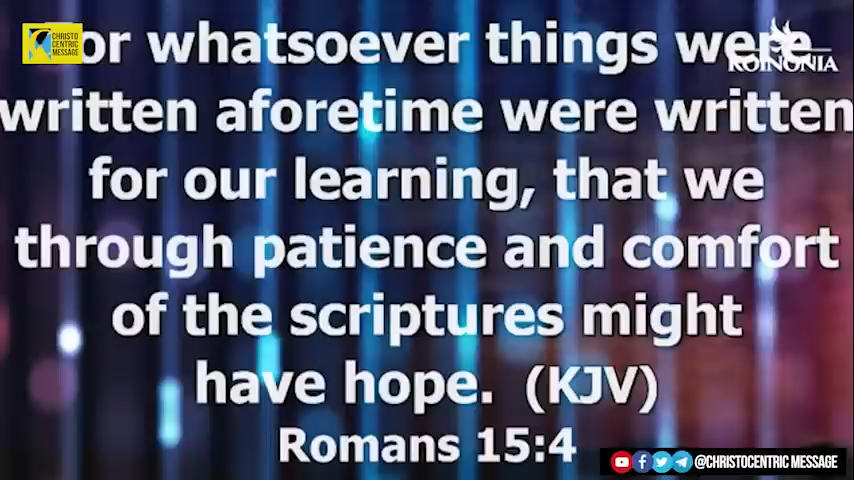 CHRISTO
CENTRIC
MESSAGE
or whatsoever things were
KOINONIA
written aforetime were written
for our learning, that we
through patience and comfort
of the scriptures might
have hope. (KJV)
Romans 15:4
@CHRISTOCENTRIC MESSAGE